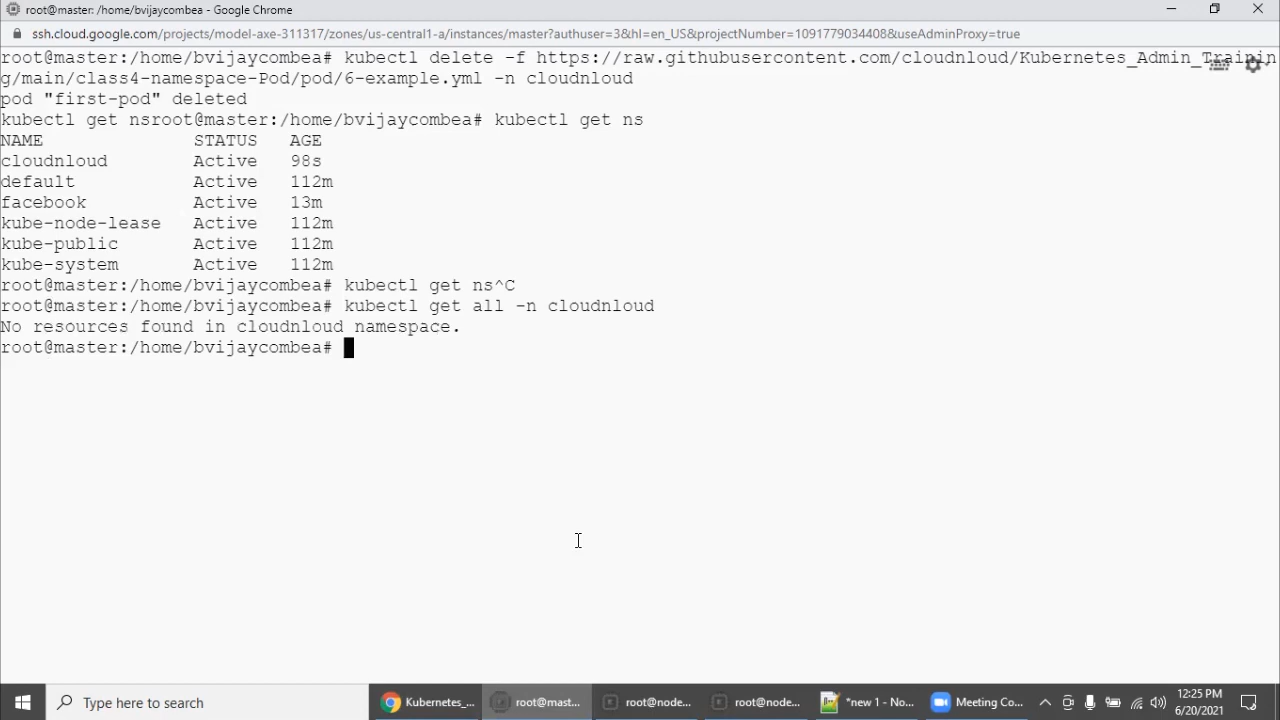 root@master: /home/bvijaycombea - Google Chrome
ssh.cloud.google.com/projects/model-axe-311317/zones/us-central1-a/instances/master?authuser=3&hl=en_US&projectNumber=1091779034408&useAdminProxy=true
root@master:/home/bvijaycombea# kubectl delete -f https://raw.githubusercontent.com/cloudnloud/Kubernetes_Admin_Trainin
g/main/class4-namespace-Pod/pod/6-example.yml -n cloudnloud
pod "first-pod" deleted
kubectl get nsroot@master:/home/bvijaycombea# kubectl get ns
NAME STATUS AGE
cloudnloud Active 98s
default Active 112m
facebook Active 13m
kube-node-lease Active 112m
kube-public Active 112m
kube-system Active 112m
root@master:/home/bvijaycombea# kubectl get ns^C
root@master:/home/bvijaycombea# kubectl get all -n cloudnloud
No resources found in cloudnloud namespace.
root@master:/home/bvijaycombea#
Type here to search
Kubernetes_...
root@mast...
root@node...
root@node...
*new 1 - No...
Meeting Co...
12:25 PM
6/20/2021